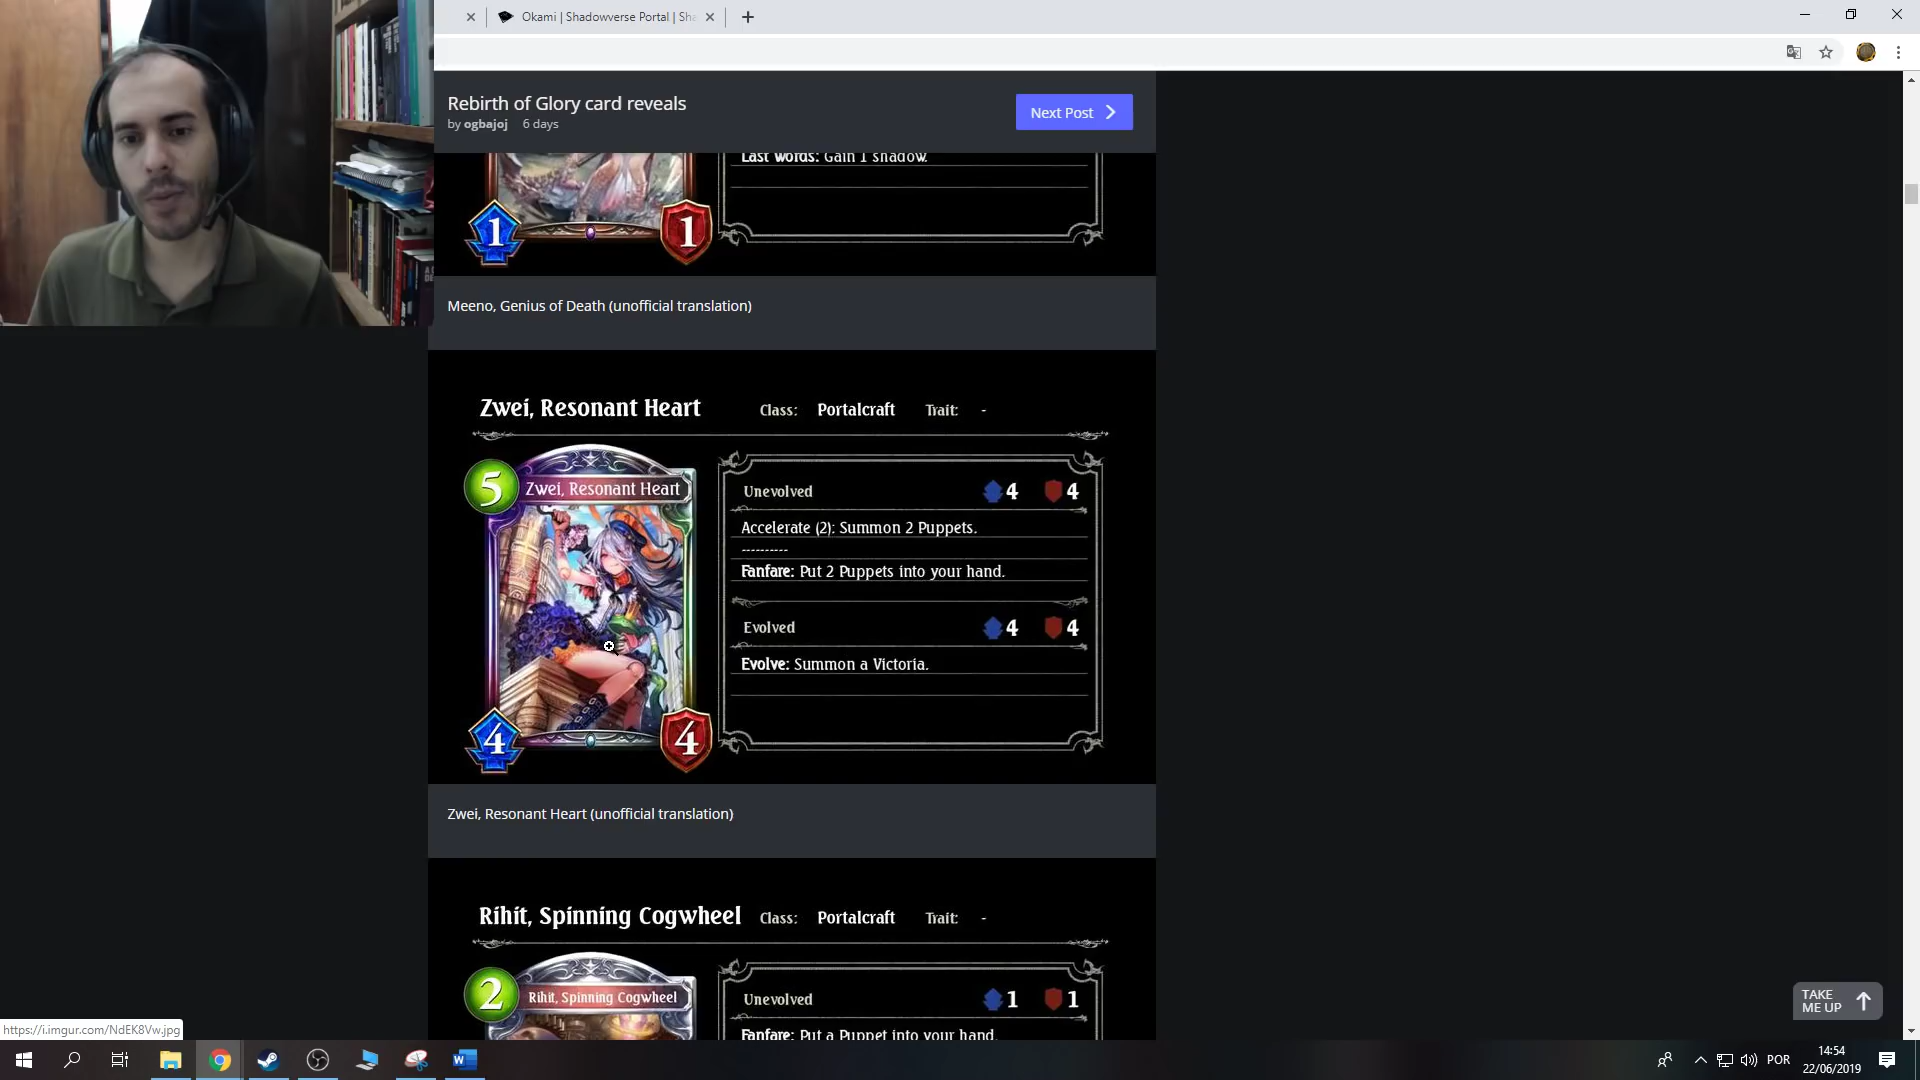 Okami | Shadowverse Portal | Sha
Rebirth of Glory card reveals
by ogbajoj 6 days
Next Post
Last Words: Gain 1 shadow.
1 1
Meeno, Genius of Death (unofficial translation)
Zwei, Resonant Heart Class: Portalcraft Trait: -
5 Zwei, Resonant Heart
Unevolved 4 4
Accelerate (2): Summon 2 Puppets.
----------
Fanfare: Put 2 Puppets into your hand.
Evolved 4 4
Evolve: Summon a Victoria.
4 4
Zwei, Resonant Heart (unofficial translation)
Rihit, Spinning Cogwheel Class: Portalcraft Trait: -
2 Rihit, Spinning Cogwheel
Unevolved 1 1
Fanfare: Put a Puppet into your hand.
TAKE
ME UP
https://i.imgur.com/NdEK8Vw.jpg
POR
14:54
22/06/2019